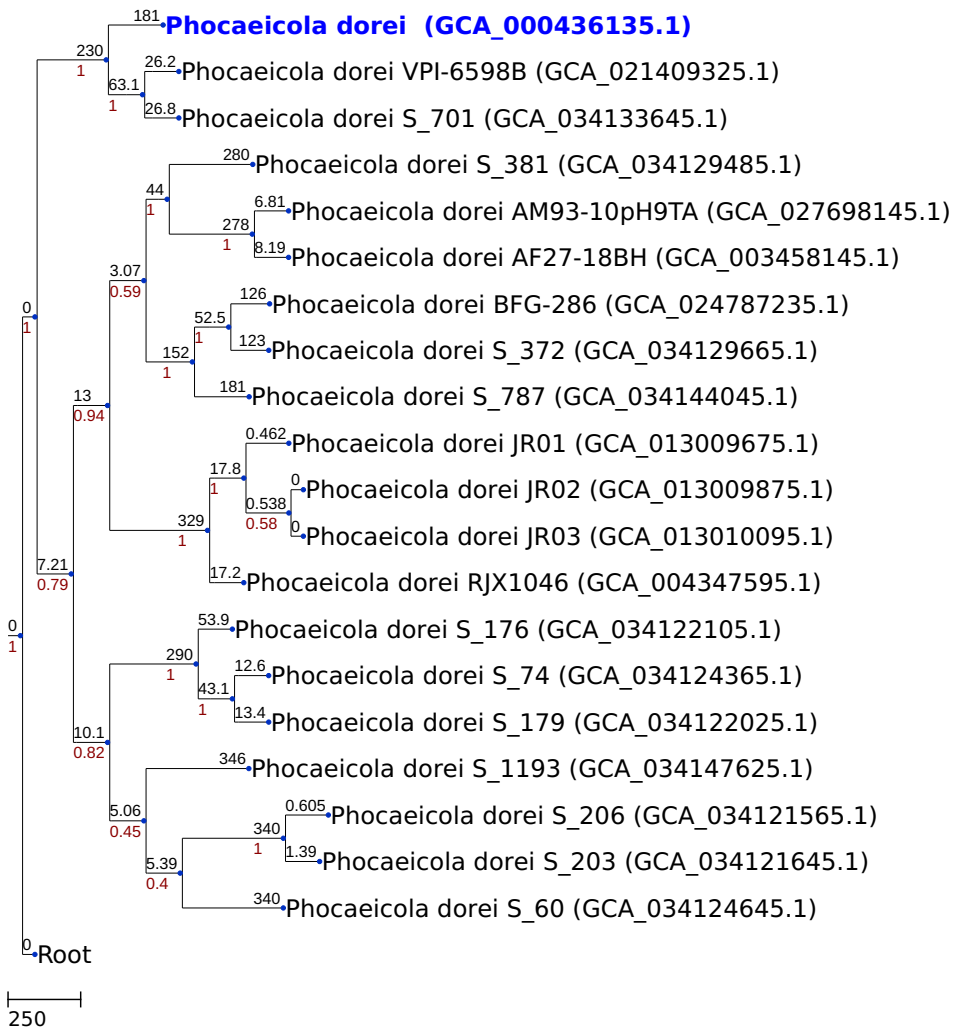 181
Phocaeicola dorei (GCA_000436135.1)
230
1
26.2
Phocaeicola dorei VPI-6598B (GCA_021409325.1)
63.1
1
26.8
Phocaeicola dorei S_701 (GCA_034133645.1)
280
Phocaeicola dorei S_381 (GCA_034129485.1)
44
1
6.81
Phocaeicola dorei AM93-10pH9TA (GCA_027698145.1)
278
1
8.19
Phocaeicola dorei AF27-18BH (GCA_003458145.1)
3.07
0.59
126
Phocaeicola dorei BFG-286 (GCA_024787235.1)
52.5
1
123
Phocaeicola dorei S_372 (GCA_034129665.1)
152
1
181
Phocaeicola dorei S_787 (GCA_034144045.1)
0
1
13
0.94
0.462
Phocaeicola dorei JR01 (GCA_013009675.1)
17.8
1
0
Phocaeicola dorei JR02 (GCA_013009875.1)
0.538
0.58
0
Phocaeicola dorei JR03 (GCA_013010095.1)
329
1
17.2
Phocaeicola dorei RJX1046 (GCA_004347595.1)
7.21
0.79
53.9
Phocaeicola dorei S_176 (GCA_034122105.1)
290
1
12.6
Phocaeicola dorei S_74 (GCA_034124365.1)
43.1
1
13.4
Phocaeicola dorei S_179 (GCA_034122025.1)
0
1
10.1
0.82
346
Phocaeicola dorei S_1193 (GCA_034147625.1)
5.06
0.45
0.605
Phocaeicola dorei S_206 (GCA_034121565.1)
340
1
1.39
Phocaeicola dorei S_203 (GCA_034121645.1)
5.39
0.4
340
Phocaeicola dorei S_60 (GCA_034124645.1)
0
Root
250